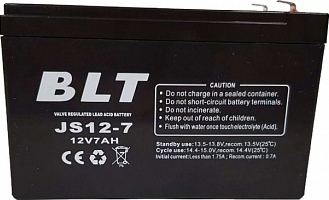 BLT
VALVE REGULATED LEAD ACID BATTERY
JS12-7
12V7AH
CAUTION
• Do not charge in a sealed container.
• Do not short-circuit battery terminals.
• Do not incinerate.
• Keep out of reach of children.
• Flush with water once touch eletrolyte (Acid).
Standby use: 13.5-13.8V.recom. 13.5V(25℃)
Cycle use: 14.4-15.0V. recom. 14.4V(25℃)
Initial current: Less than 1.75A ; Recom current : 0.7A